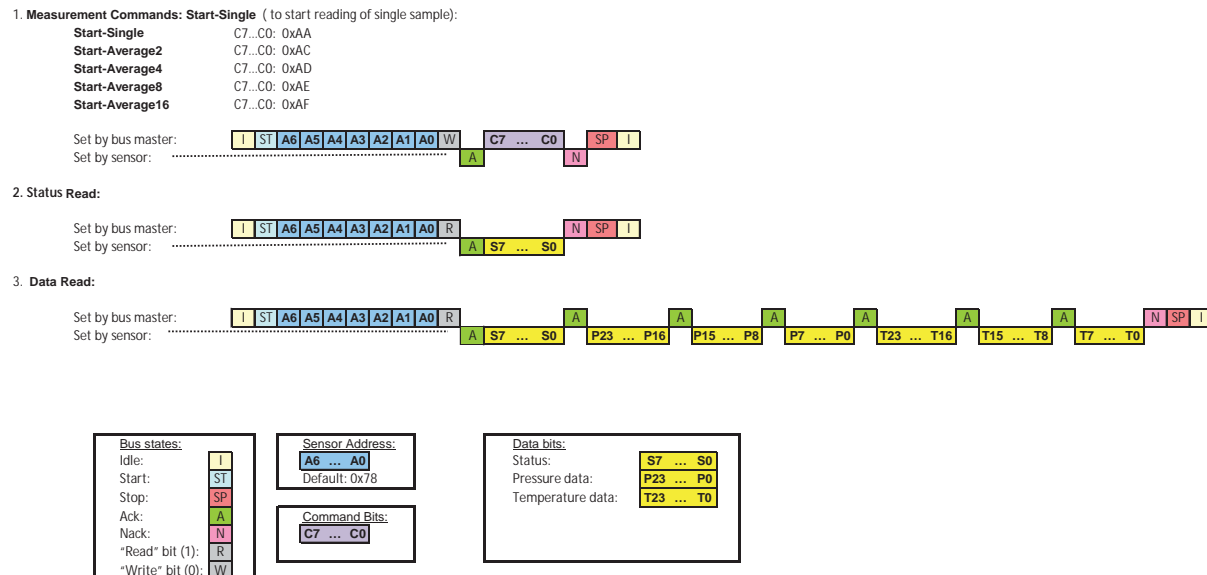 1. Measurement Commands: Start-Single ( to start reading of single sample):
Start-Single C7...C0: 0xAA
Start-Average2 C7...C0: 0xAC
Start-Average4 C7...C0: 0xAD
Start-Average8 C7...C0: 0xAE
Start-Average16 C7...C0: 0xAF
Set by bus master: I ST A6 A5 A4 A3 A2 A1 A0 W C7 ... C0 SP I
Set by sensor: A N
2. Status Read:
Set by bus master: I ST A6 A5 A4 A3 A2 A1 A0 R N SP I
Set by sensor: A S7 ... S0
3. Data Read:
Set by bus master: I ST A6 A5 A4 A3 A2 A1 A0 R A A A A A A N SP I
Set by sensor: A S7 ... S0 P23 ... P16 P15 ... P8 P7 ... P0 T23 ... T16 T15 ... T8 T7 ... T0
Bus states:
Idle: I
Start: ST
Stop: SP
Ack: A
Nack: N
"Read" bit (1): R
"Write" bit (0): W
Sensor Address:
A6 ... A0
Default: 0x78
Command Bits:
C7 ... C0
Data bits:
Status: S7 ... S0
Pressure data: P23 ... P0
Temperature data: T23 ... T0